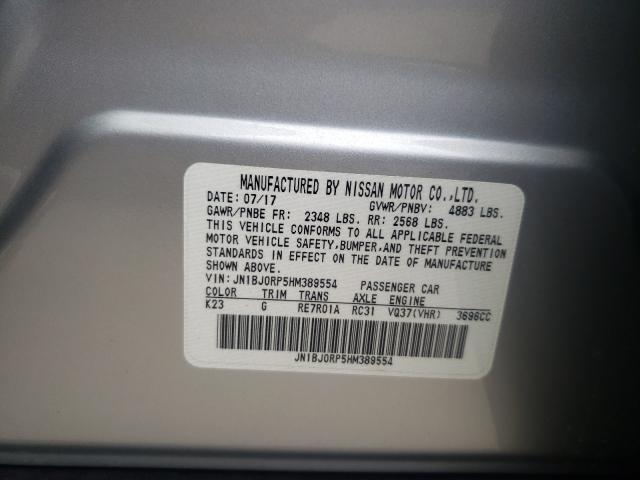 MANUFACTURED BY NISSAN MOTOR CO.,LTD.
DATE: 07/17 GVWR/PNBV: 4883 LBS.
GAWR/PNBE FR: 2348 LBS. RR: 2568 LBS.
THIS VEHICLE CONFORMS TO ALL APPLICABLE FEDERAL
MOTOR VEHICLE SAFETY,BUMPER,AND THEFT PREVENTION
STANDARDS IN EFFECT ON THE DATE OF MANUFACTURE
SHOWN ABOVE.
VIN:JN1BJ0RP5HM389554 PASSENGER CAR
COLOR TRIM TRANS AXLE ENGINE
K23 G RE7R01A RC31 VQ37(VHR) 3696CC
JN1BJ0RP5HM389554